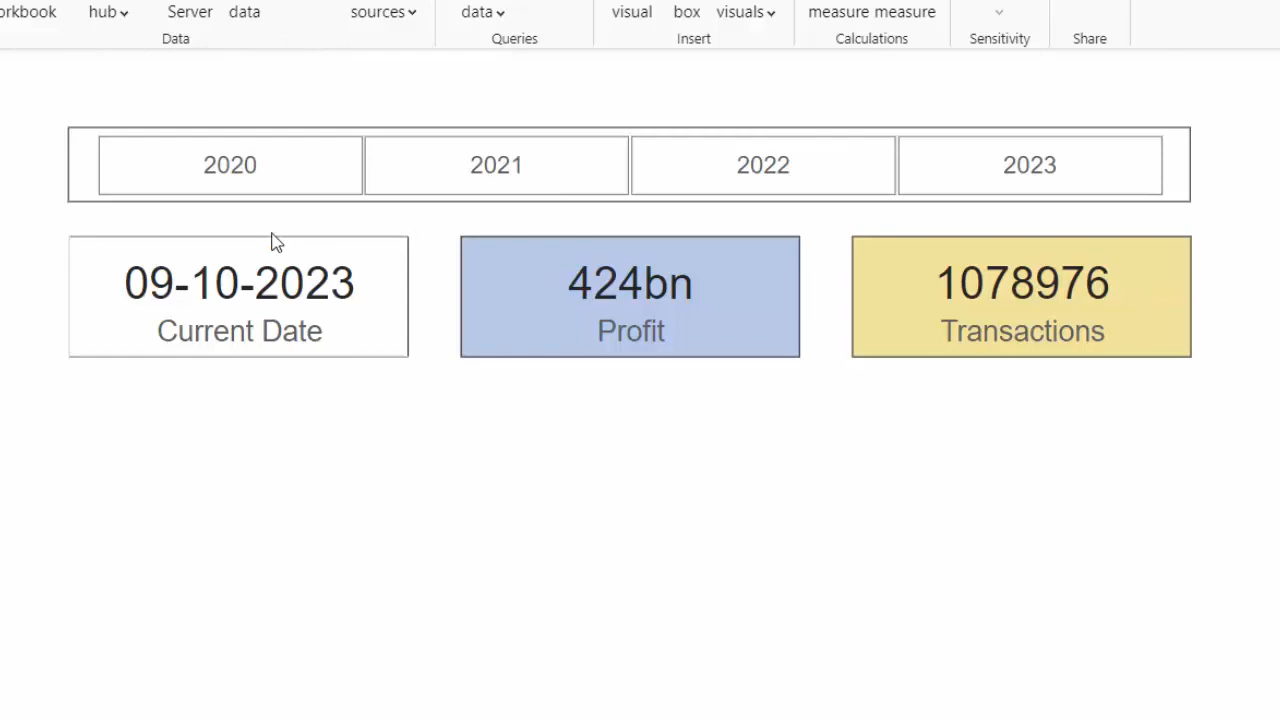 orkbook hub Server data sources data visual box visuals measure measure
Data Queries Insert Calculations Sensitivity Share
2020 2021 2022 2023
09-10-2023 424bn 1078976
Current Date Profit Transactions